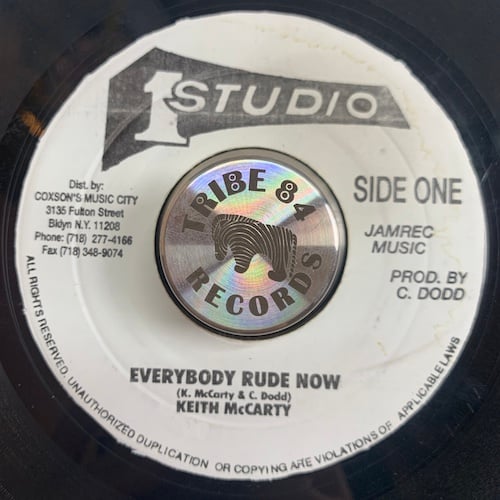 1 STUDIO
Dist. by:
COXSON'S MUSIC CITY
3135 Fulton Street
Bklyn N.Y. 11208
Phone: (718) 277-4166
Fax (718) 348-9074
TRIBE 84
RECORDS
SIDE ONE
JAMREC
MUSIC
PROD. BY
C. DODD
EVERYBODY RUDE NOW
(K. McCarty & C. Dodd)
KEITH McCARTY
ALL RIGHTS RESERVED. UNAUTHORIZED DUPLICATION OR COPYING ARE VIOLATIONS OF APPLICABLE LAWS